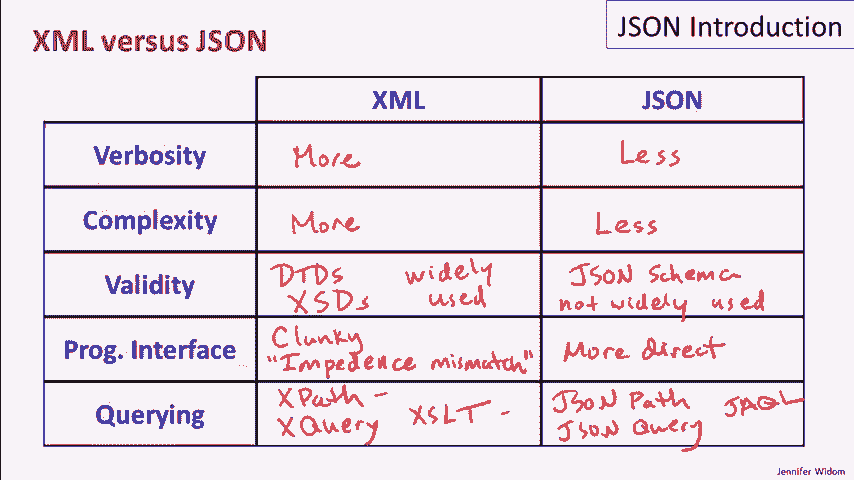 JSON Introduction
XML versus JSON
XML JSON
Verbosity More Less
Complexity More Less
Validity DTDs widely JSON Schema
XSDs used not widely used
Prog. Interface Clunky More direct
"Impedence mismatch"
Querying XPath - XSLT - JSON Path JAQL
XQuery JSON Query
Jennifer Widom